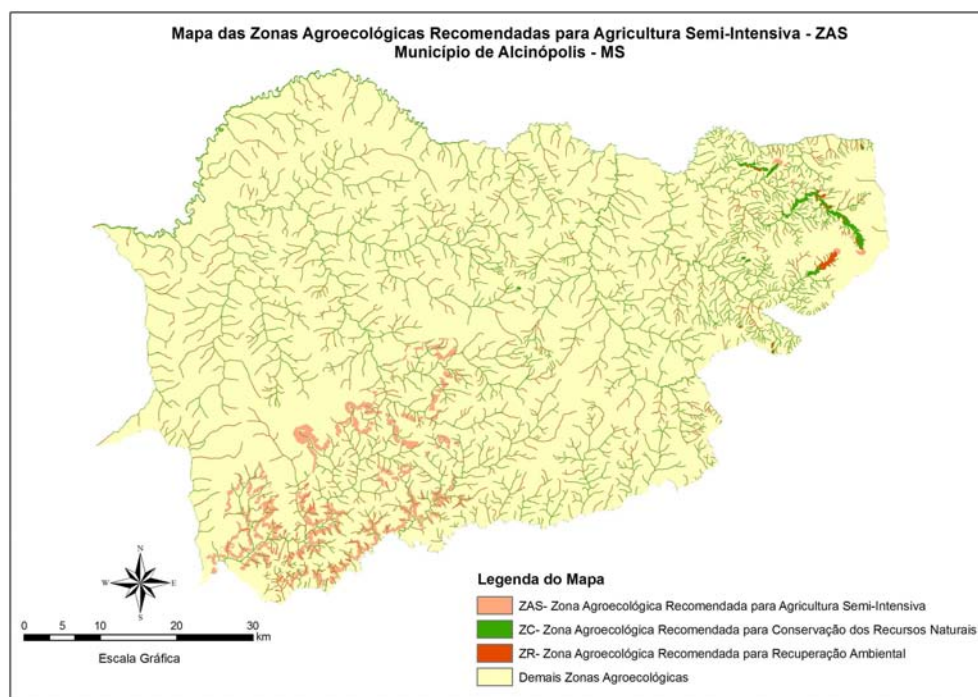 Mapa das Zonas Agroecológicas Recomendadas para Agricultura Semi-Intensiva - ZAS
Município de Alcinópolis - MS
N
W
E
S
0 5 10 20 30
km
Escala Gráfica
Legenda do Mapa
ZAS- Zona Agroecológica Recomendada para Agricultura Semi-Intensiva
ZC- Zona Agroecológica Recomendada para Conservação dos Recursos Naturais
ZR- Zona Agroecológica Recomendada para Recuperação Ambiental
Demais Zonas Agroecológicas